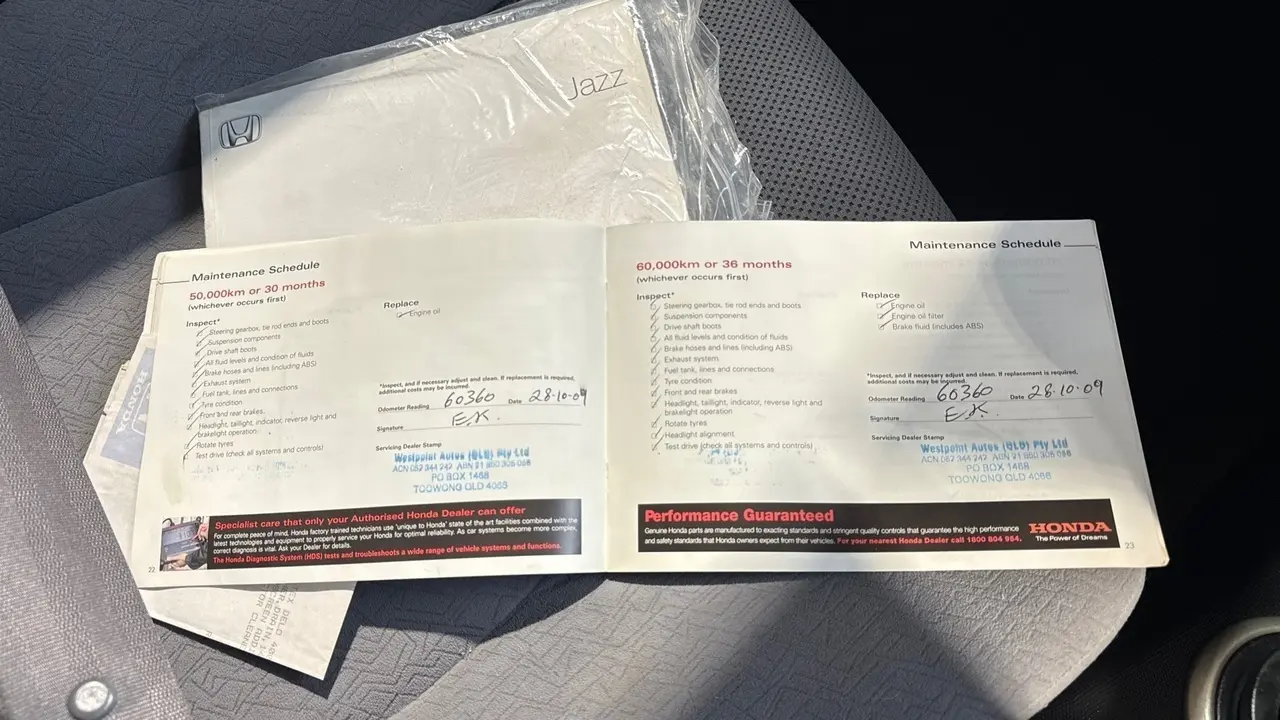 Jazz
Maintenance Schedule
50,000km or 30 months
(whichever occurs first)
Inspect*
Steering gearbox, tie rod ends and boots
Suspension components
Drive shaft boots
All fluid levels and condition of fluids
Brake hoses and lines (including ABS)
Exhaust system
Fuel tank, lines and connections
Tyre condition
Front and rear brakes
Headlight, taillight, indicator, reverse light and
brakelight operation
Rotate tyres
Test drive (check all systems and controls)
Replace
Engine oil
*Inspect, and if necessary adjust and clean. If replacement is required,
additional costs may be incurred.
Odometer Reading 60360 Date 28-10-09
Signature E.K.
Servicing Dealer Stamp
Westpoint Autos (QLD) Pty Ltd
PO BOX 1468
TOOWONG QLD 4066
Specialist care that only your Authorised Honda Dealer can offer
For complete peace of mind, Honda factory trained technicians use 'unique to Honda' state of the art facilities combined with the
latest technologies and equipment to properly service your Honda for optimal reliability. As car systems become more complex,
correct diagnosis is vital. Ask your Dealer for details.
The Honda Diagnostic System (HDS) tests and troubleshoots a wide range of vehicle systems and functions.
22
Maintenance Schedule
60,000km or 36 months
(whichever occurs first)
Inspect*
Steering gearbox, tie rod ends and boots
Suspension components
Drive shaft boots
All fluid levels and condition of fluids
Brake hoses and lines (including ABS)
Exhaust system
Fuel tank, lines and connections
Tyre condition
Front and rear brakes
Headlight, taillight, indicator, reverse light and
brakelight operation
Rotate tyres
Headlight alignment
Test drive (check all systems and controls)
Replace
Engine oil
Engine oil filter
Brake fluid (includes ABS)
*Inspect, and if necessary adjust and clean. If replacement is required,
additional costs may be incurred.
Odometer Reading 60360 Date 28-10-09
Signature E.K.
Servicing Dealer Stamp
Westpoint Autos (QLD) Pty Ltd
PO BOX 1468
TOOWONG QLD 4066
Performance Guaranteed
Genuine Honda parts are manufactured to exacting standards and stringent quality controls that guarantee the high performance
and safety standards that Honda owners expect from their vehicles. For your nearest Honda Dealer call 1800 804 954.
HONDA
The Power of Dreams
23
HONDA